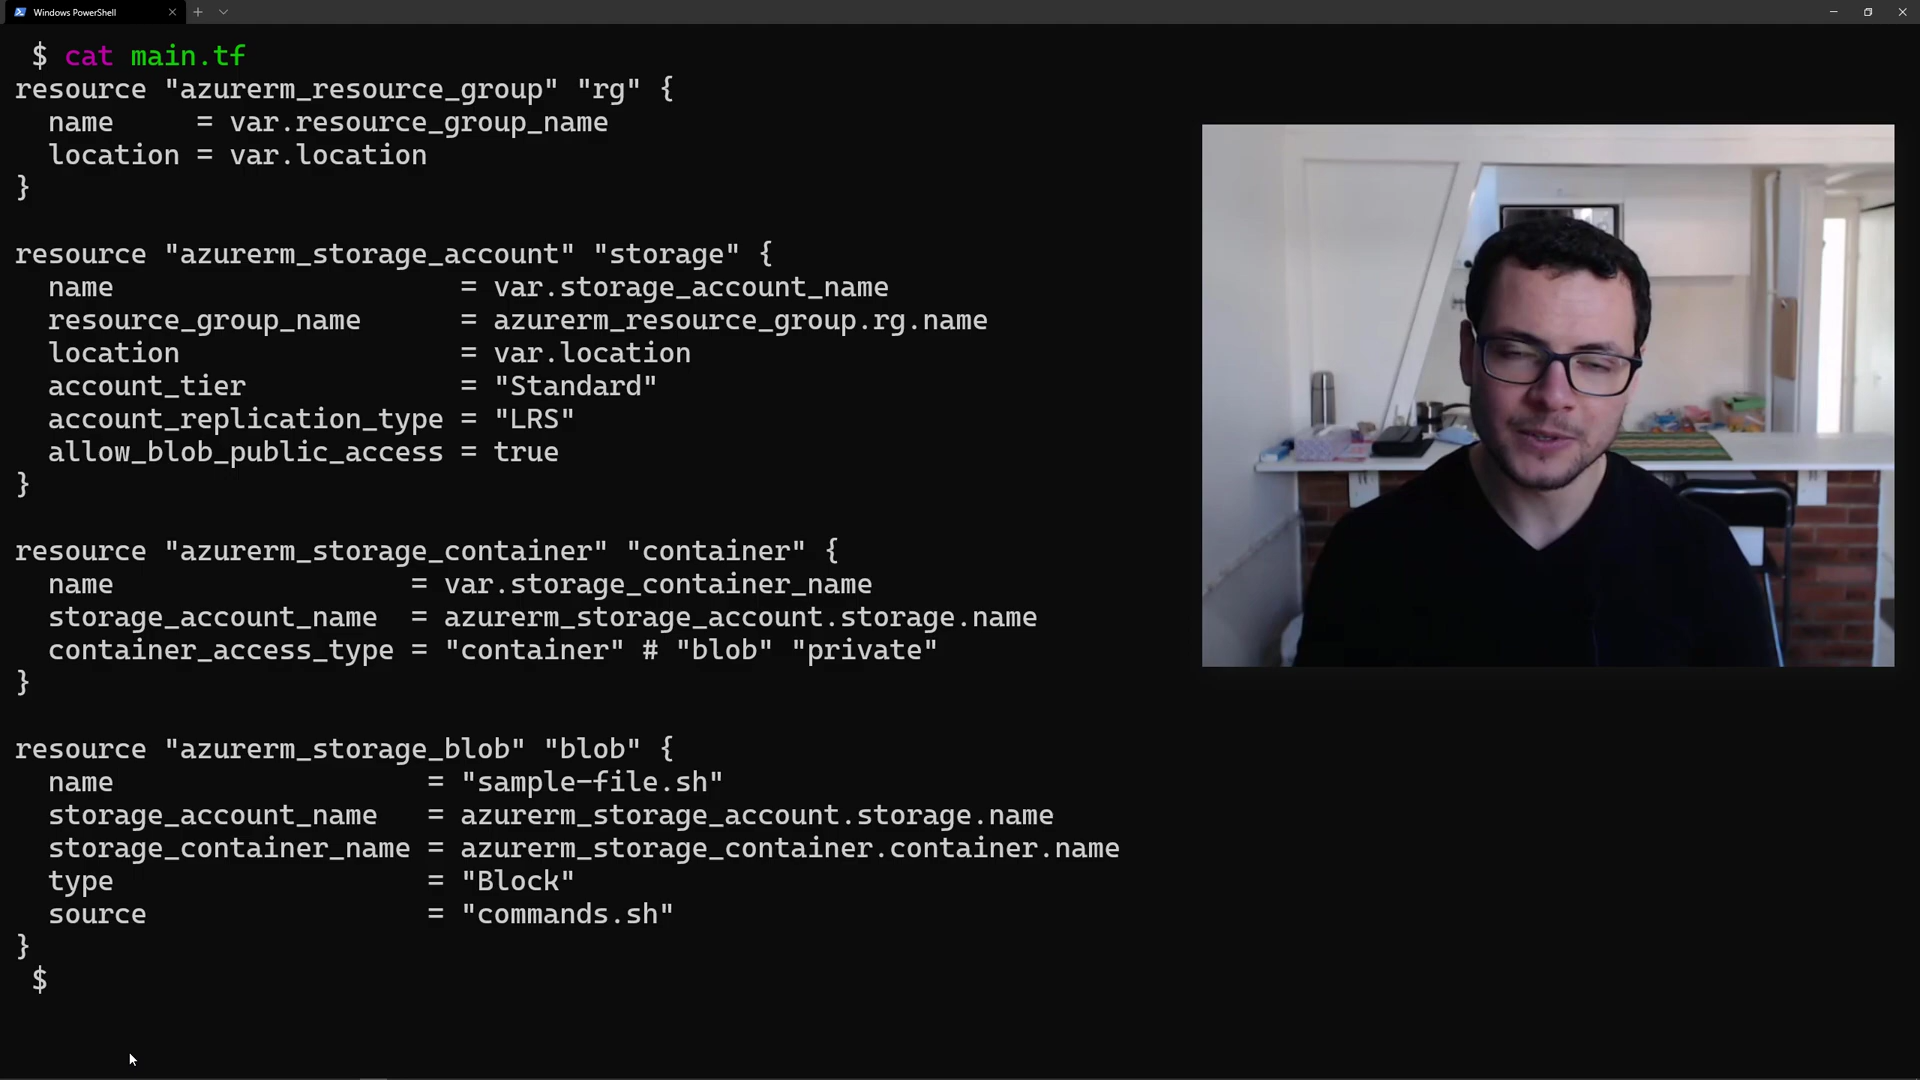 Windows PowerShell
$ cat main.tf
resource "azurerm_resource_group" "rg" {
  name     = var.resource_group_name
  location = var.location
}

resource "azurerm_storage_account" "storage" {
  name                     = var.storage_account_name
  resource_group_name      = azurerm_resource_group.rg.name
  location                 = var.location
  account_tier             = "Standard"
  account_replication_type = "LRS"
  allow_blob_public_access = true
}

resource "azurerm_storage_container" "container" {
  name                  = var.storage_container_name
  storage_account_name  = azurerm_storage_account.storage.name
  container_access_type = "container" # "blob" "private"
}

resource "azurerm_storage_blob" "blob" {
  name                   = "sample-file.sh"
  storage_account_name   = azurerm_storage_account.storage.name
  storage_container_name = azurerm_storage_container.container.name
  type                   = "Block"
  source                 = "commands.sh"
}
$